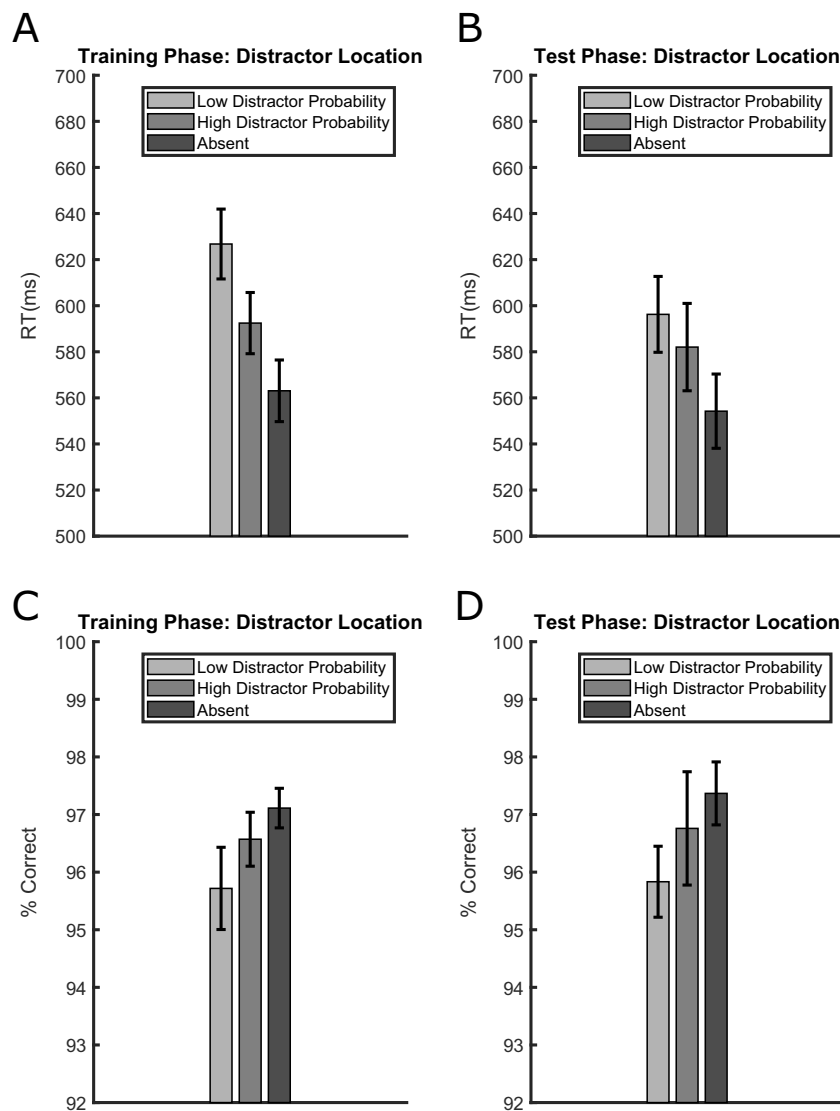 A
Training Phase: Distractor Location
700
680
660
640
620
600
580
560
540
520
500
RT(ms)
Low Distractor Probability
High Distractor Probability
Absent
B
Test Phase: Distractor Location
700
680
660
640
620
600
580
560
540
520
500
RT(ms)
Low Distractor Probability
High Distractor Probability
Absent
C
Training Phase: Distractor Location
100
99
98
97
96
95
94
93
92
% Correct
Low Distractor Probability
High Distractor Probability
Absent
D
Test Phase: Distractor Location
100
99
98
97
96
95
94
93
92
% Correct
Low Distractor Probability
High Distractor Probability
Absent